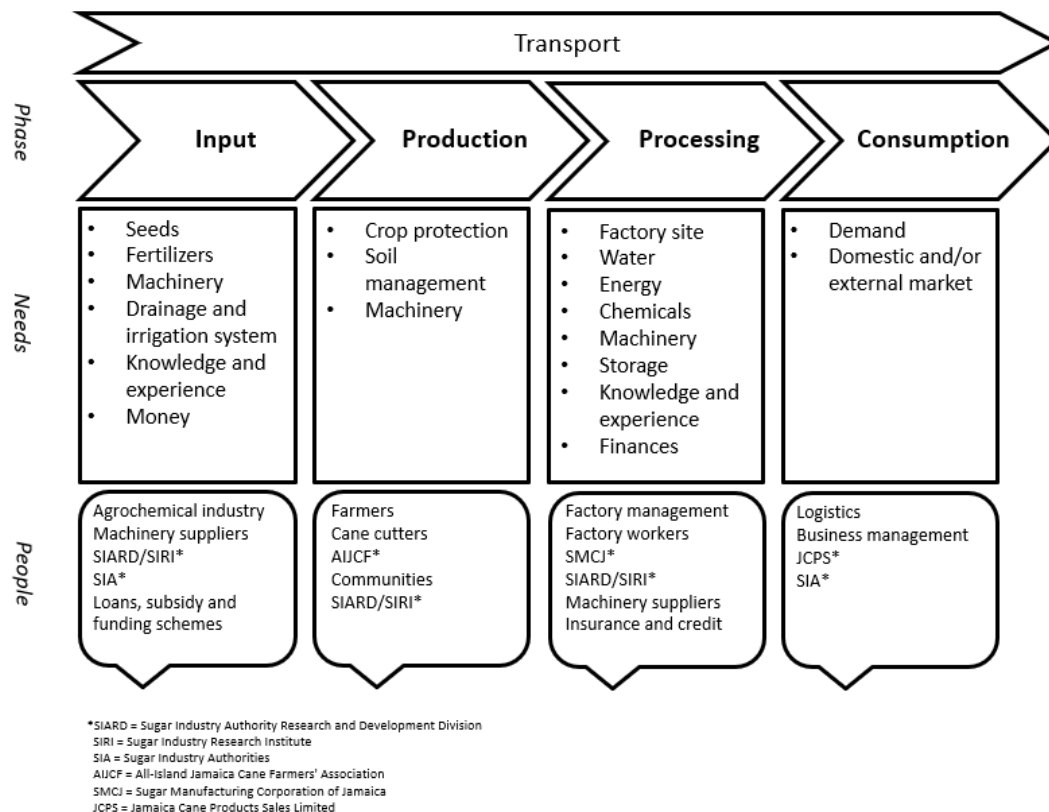 Transport
Phase
Input
Production
Processing
Consumption
Needs
• Seeds
• Fertilizers
• Machinery
• Drainage and
irrigation system
• Knowledge and
experience
• Money
• Crop protection
• Soil
management
• Machinery
• Factory site
• Water
• Energy
• Chemicals
• Machinery
• Storage
• Knowledge and
experience
• Finances
• Demand
• Domestic and/or
external market
People
Agrochemical industry
Machinery suppliers
SIARD/SIRI*
SIA*
Loans, subsidy and
funding schemes
Farmers
Cane cutters
AIJCF*
Communities
SIARD/SIRI*
Factory management
Factory workers
SMCJ*
SIARD/SIRI*
Machinery suppliers
Insurance and credit
Logistics
Business management
JCPS*
SIA*
*SIARD = Sugar Industry Authority Research and Development Division
SIRI = Sugar Industry Research Institute
SIA = Sugar Industry Authorities
AIJCF = All-Island Jamaica Cane Farmers' Association
SMCJ = Sugar Manufacturing Corporation of Jamaica
JCPS = Jamaica Cane Products Sales Limited